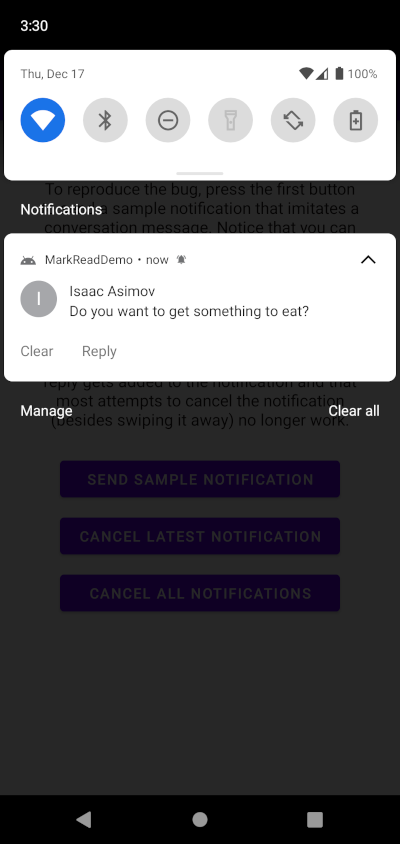 3:30
Thu, Dec 17
100%
To reproduce the bug, press the first button
a sample notification that imitates a
conversation message. Notice that you can
Notifications
MarkReadDemo • now
I
Isaac Asimov
Do you want to get something to eat?
Clear
Reply
reply gets added to the notification and that
most attempts to cancel the notification
Manage
Clear all
(besides swiping it away) no longer work.
SEND SAMPLE NOTIFICATION
CANCEL LATEST NOTIFICATION
CANCEL ALL NOTIFICATIONS